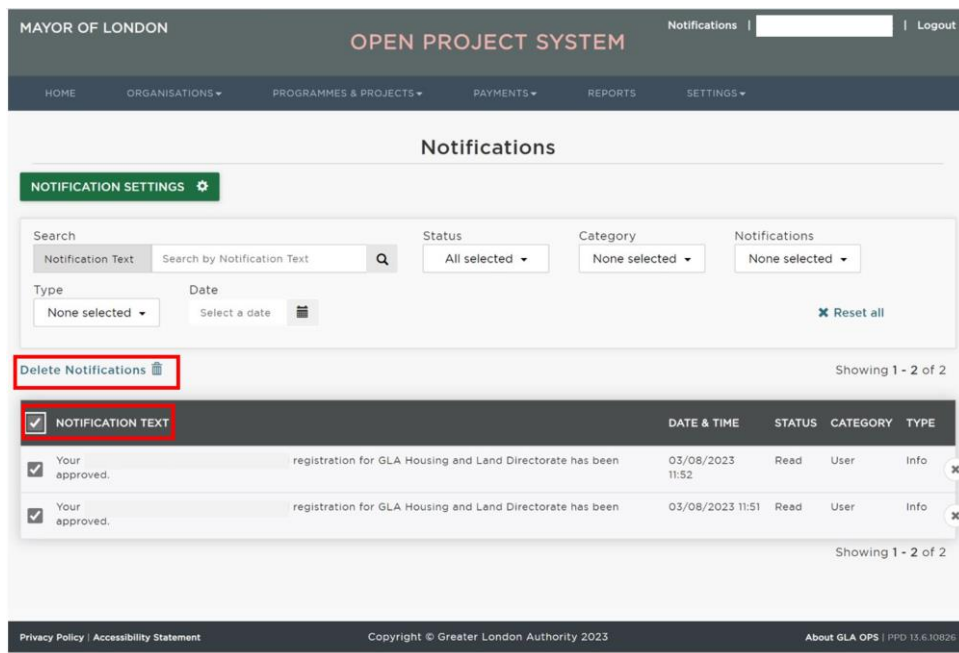 MAYOR OF LONDON
OPEN PROJECT SYSTEM
Notifications |
| Logout
HOME ORGANISATIONS PROGRAMMES & PROJECTS PAYMENTS REPORTS SETTINGS
Notifications
NOTIFICATION SETTINGS
Search Status Category Notifications
Notification Text Search by Notification Text All selected None selected None selected
Type Date
None selected Select a date Reset all
Delete Notifications Showing 1 - 2 of 2
NOTIFICATION TEXT DATE & TIME STATUS CATEGORY TYPE
Your registration for GLA Housing and Land Directorate has been 03/08/2023 Read User Info
approved. 11:52
Your registration for GLA Housing and Land Directorate has been 03/08/2023 11:51 Read User Info
approved.
Showing 1 - 2 of 2
Privacy Policy | Accessibility Statement Copyright © Greater London Authority 2023 About GLA OPS | PPD 13.6.10826